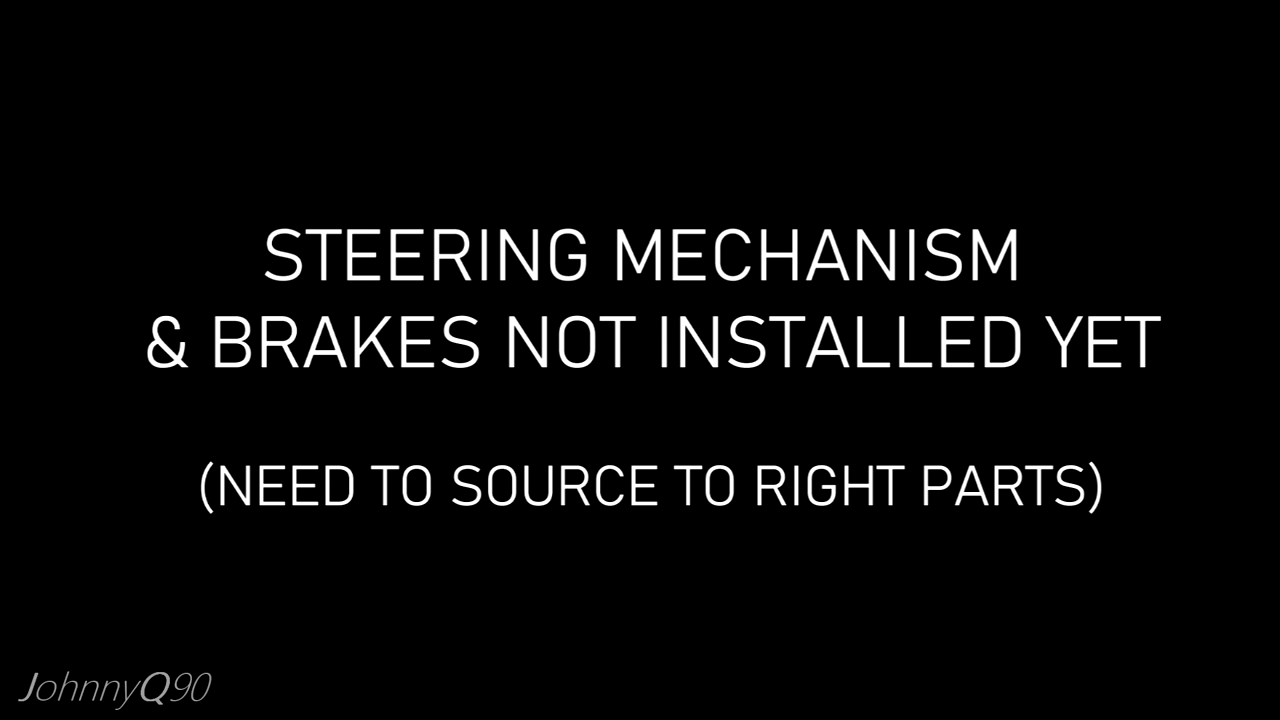 STEERING MECHANISM
& BRAKES NOT INSTALLED YET
(NEED TO SOURCE TO RIGHT PARTS)
JohnnyQ90